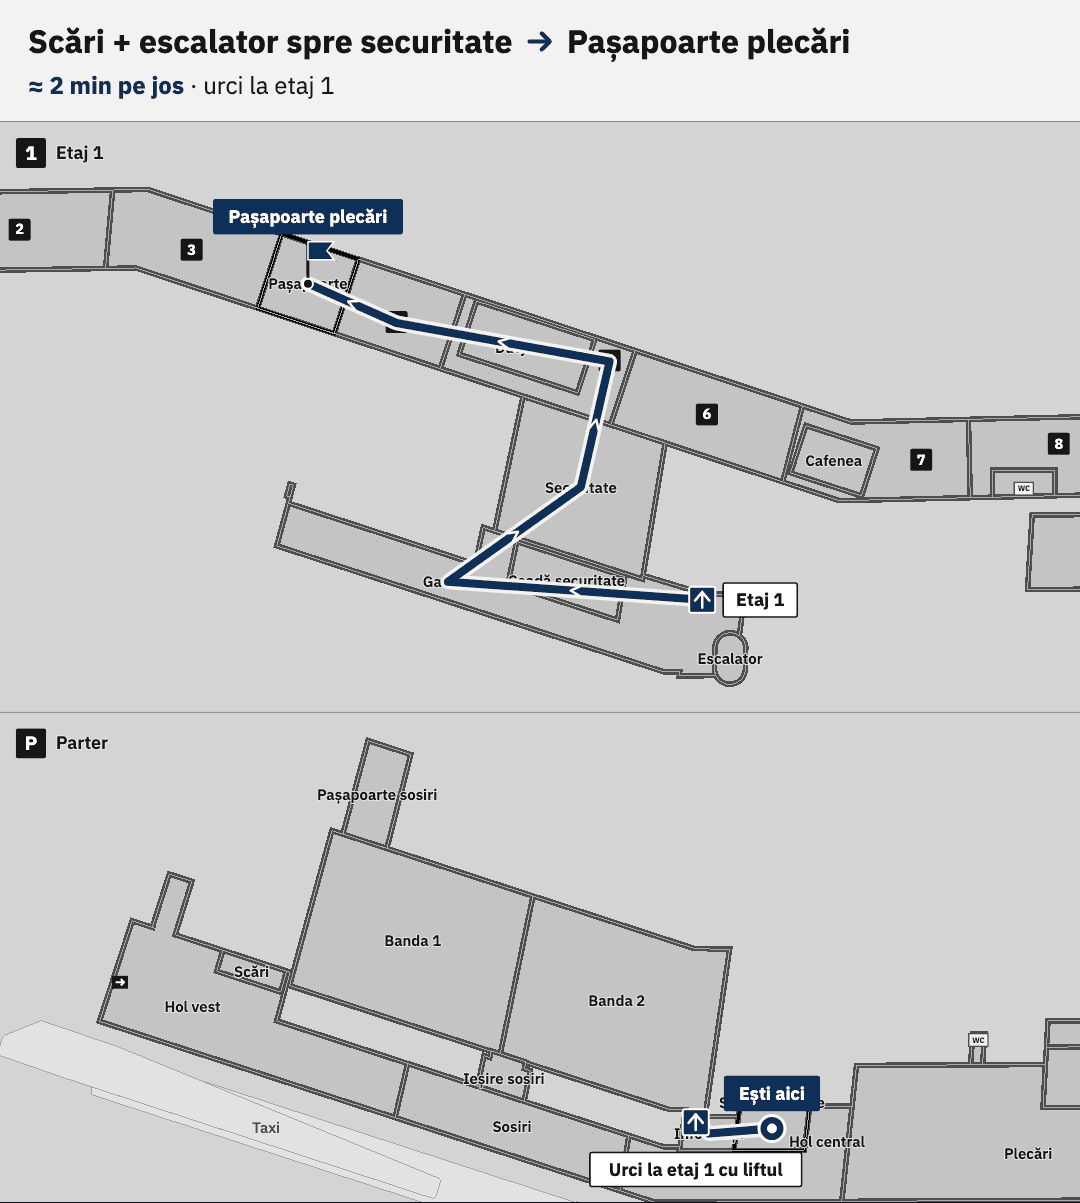 Scări + escalator spre securitate → Pașapoarte plecări
≈ 2 min pe jos · urci la etaj 1
1 Etaj 1
2
3
Pașapoarte plecări
6
Cafenea
7
8
WC
Etaj 1
Escalator
P Parter
Pașapoarte sosiri
Banda 1
Scări
Banda 2
Hol vest
WC
Ieșire sosiri
Ești aici
Sosiri
Taxi
Hol central
Plecări
Urci la etaj 1 cu liftul